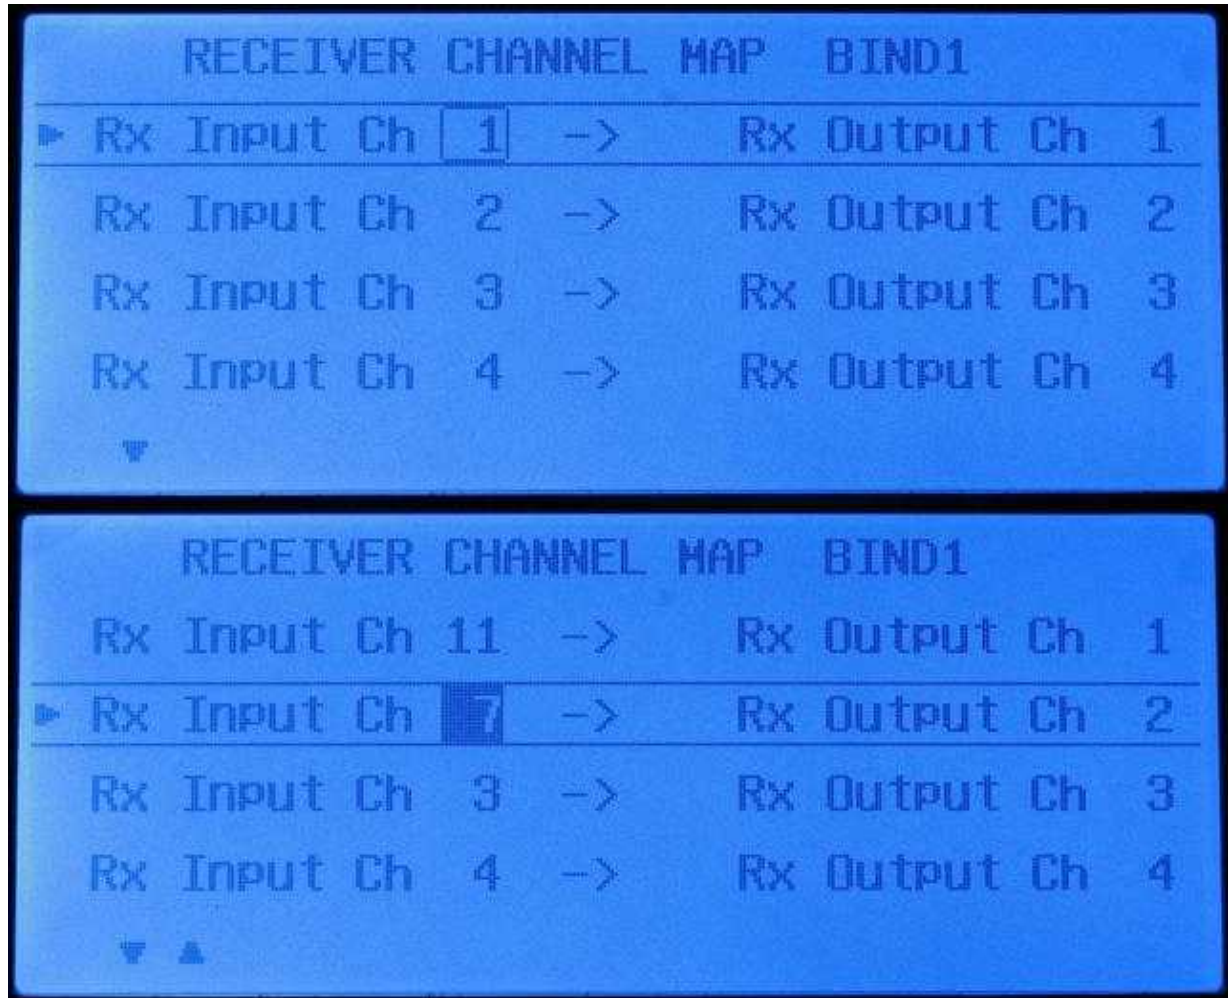 RECEIVER CHANNEL MAP BIND1
Rx Input Ch 1 -> Rx Output Ch 1
Rx Input Ch 2 -> Rx Output Ch 2
Rx Input Ch 3 -> Rx Output Ch 3
Rx Input Ch 4 -> Rx Output Ch 4
RECEIVER CHANNEL MAP BIND1
Rx Input Ch 11 -> Rx Output Ch 1
Rx Input Ch 7 -> Rx Output Ch 2
Rx Input Ch 3 -> Rx Output Ch 3
Rx Input Ch 4 -> Rx Output Ch 4